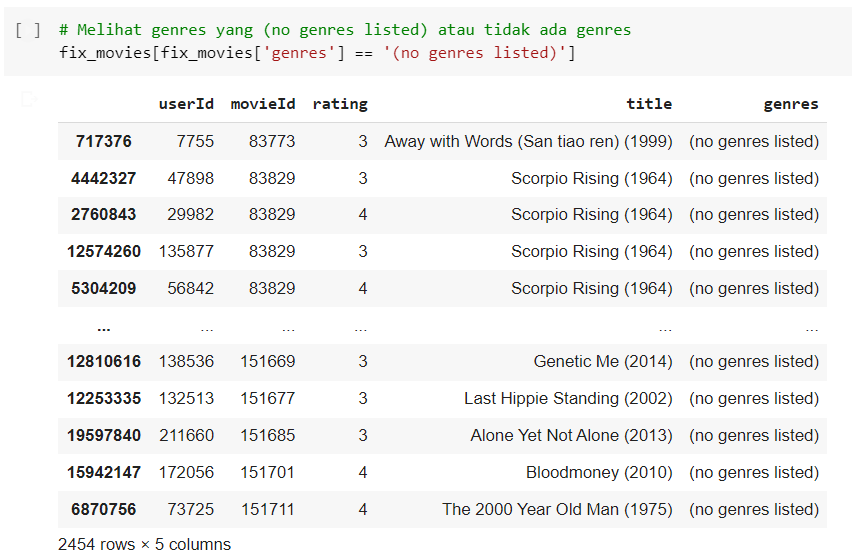 [ ] # Melihat genres yang (no genres listed) atau tidak ada genres
fix_movies[fix_movies['genres'] == '(no genres listed)']
userId movieId rating title genres
717376 7755 83773 3 Away with Words (San tiao ren) (1999) (no genres listed)
4442327 47898 83829 3 Scorpio Rising (1964) (no genres listed)
2760843 29982 83829 4 Scorpio Rising (1964) (no genres listed)
12574260 135877 83829 3 Scorpio Rising (1964) (no genres listed)
5304209 56842 83829 4 Scorpio Rising (1964) (no genres listed)
... ... ... ... ... ...
12810616 138536 151669 3 Genetic Me (2014) (no genres listed)
12253335 132513 151677 3 Last Hippie Standing (2002) (no genres listed)
19597840 211660 151685 3 Alone Yet Not Alone (2013) (no genres listed)
15942147 172056 151701 4 Bloodmoney (2010) (no genres listed)
6870756 73725 151711 4 The 2000 Year Old Man (1975) (no genres listed)
2454 rows × 5 columns